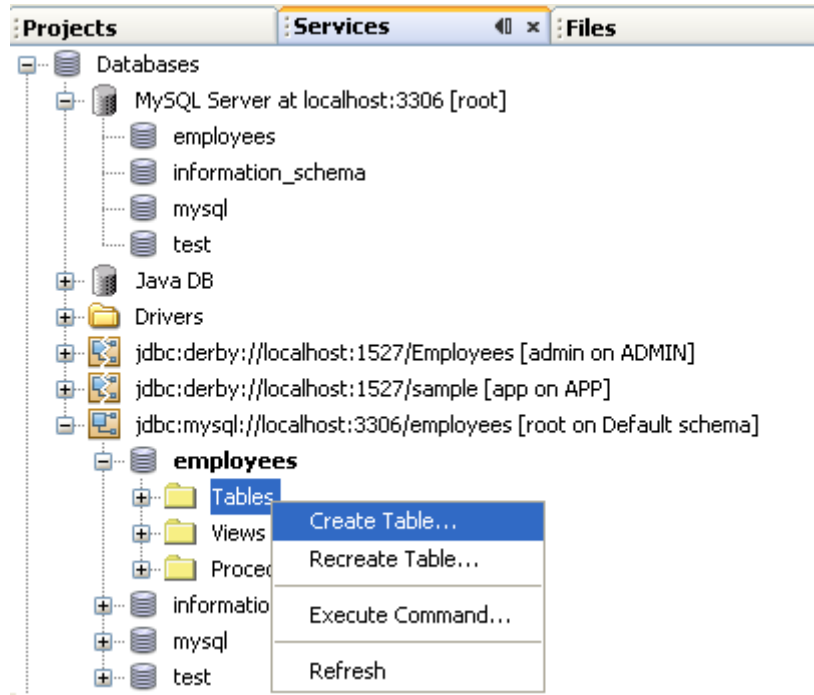 Projects Services Files
Databases
MySQL Server at localhost:3306 [root]
employees
information_schema
mysql
test
Java DB
Drivers
jdbc:derby://localhost:1527/Employees [admin on ADMIN]
jdbc:derby://localhost:1527/sample [app on APP]
jdbc:mysql://localhost:3306/employees [root on Default schema]
employees
Tables
Create Table...
Views
Recreate Table...
Proced
informatio
Execute Command...
mysql
test
Refresh